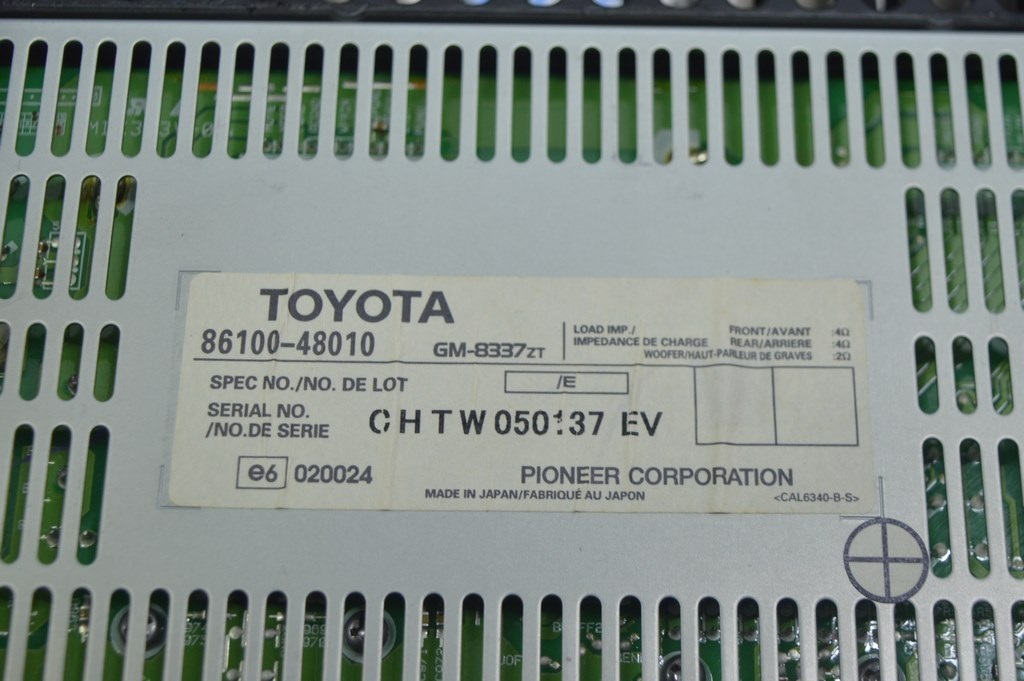 TOYOTA
86100-48010 GM-8337ZT
LOAD IMP./ FRONT/AVANT :4Ω
IMPEDANCE DE CHARGE REAR/ARRIERE :4Ω
WOOFER/HAUT-PARLEUR DE GRAVES :2Ω
SPEC NO./NO. DE LOT /E
SERIAL NO.
/NO.DE SERIE CHTW050137 EV
e6 020024 PIONEER CORPORATION
MADE IN JAPAN/FABRIQUÉ AU JAPON <CAL6340-B-S>